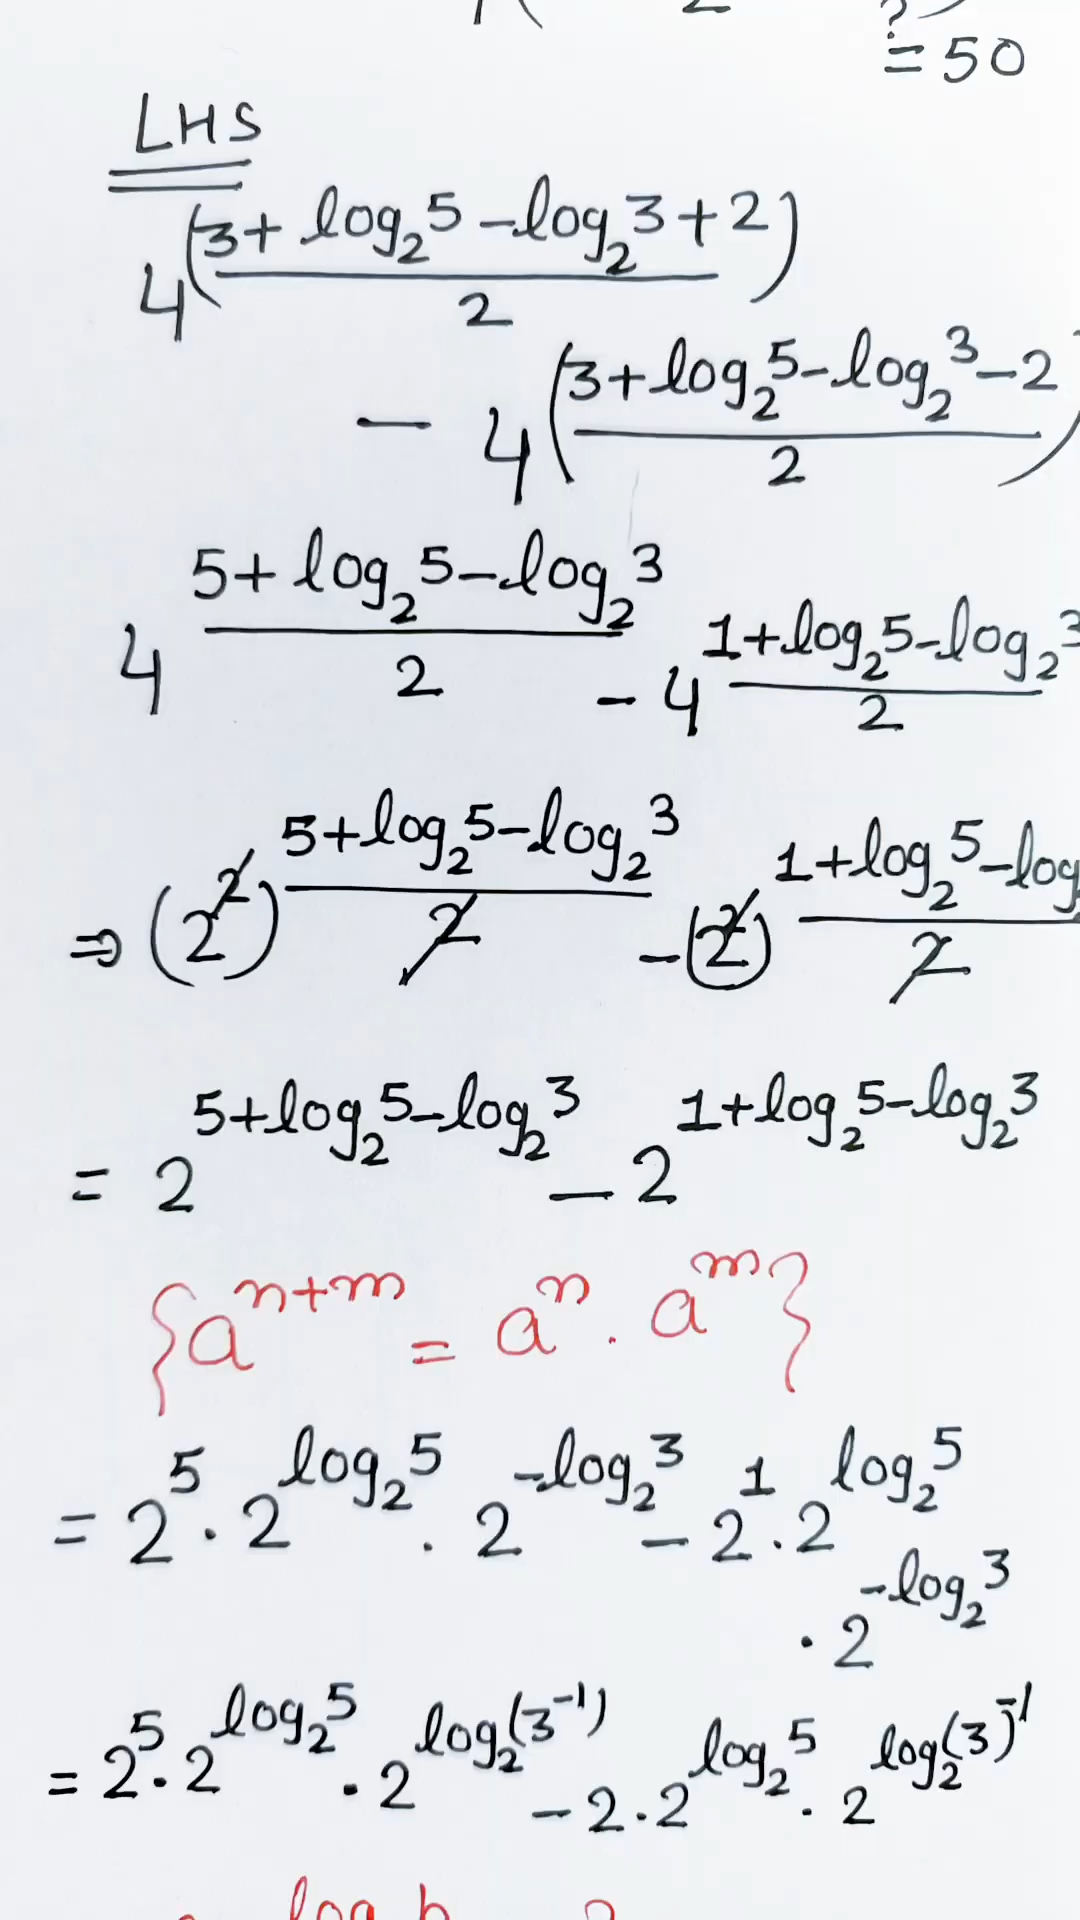 ?
= 50
LHS
4^((3 + log₂5 - log₂3 + 2)/2)
- 4^((3 + log₂5 - log₂3 - 2)/2)
4^((5 + log₂5 - log₂3)/2) - 4^((1 + log₂5 - log₂3)/2)
⇒ (2²)^((5 + log₂5 - log₂3)/2) - (2²)^((1 + log₂5 - log₂)/2)
= 2^(5 + log₂5 - log₂3) - 2^(1 + log₂5 - log₂3)
{a^(n+m) = a^n . a^m}
= 2⁵ . 2^(log₂5) . 2^(-log₂3) - 2¹ . 2^(log₂5)
. 2^(-log₂3)
= 2⁵ . 2^(log₂5) . 2^(log₂(3⁻¹)) - 2 . 2^(log₂5) . 2^(log₂(3)⁻¹)